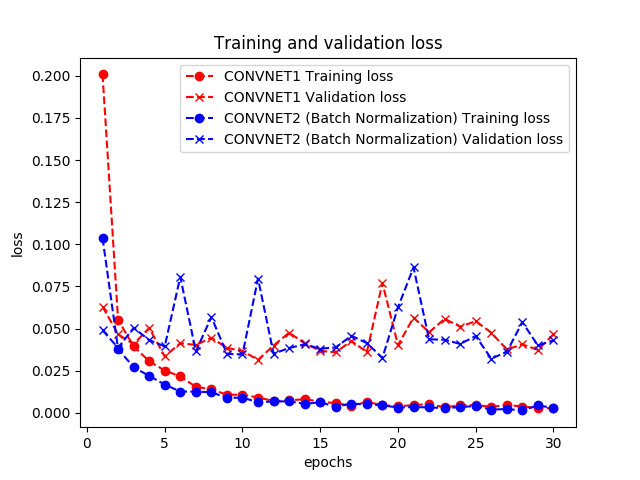 Training and validation loss
CONVNET1 Training loss
CONVNET1 Validation loss
CONVNET2 (Batch Normalization) Training loss
CONVNET2 (Batch Normalization) Validation loss
loss
0.200
0.175
0.150
0.125
0.100
0.075
0.050
0.025
0.000
0 5 10 15 20 25 30
epochs